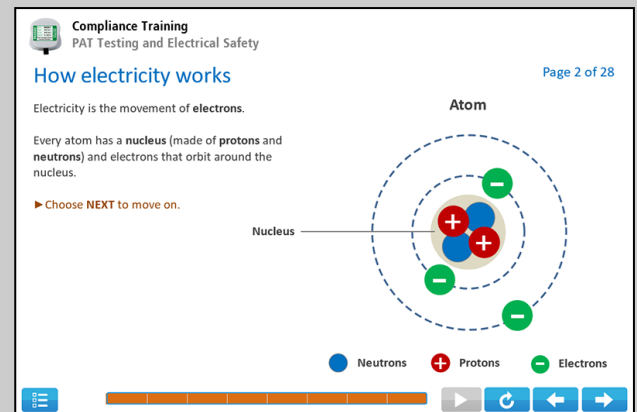 Compliance Training
PAT Testing and Electrical Safety
How electricity works
Page 2 of 28
Electricity is the movement of electrons.
Every atom has a nucleus (made of protons and
neutrons) and electrons that orbit around the
nucleus.
►Choose NEXT to move on.
Atom
Nucleus
Neutrons
Protons
Electrons